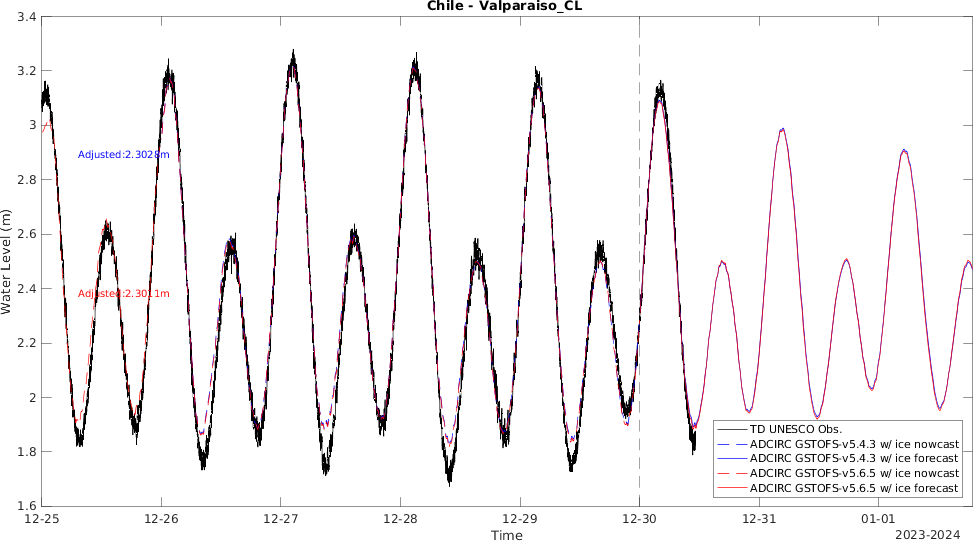 Chile - Valparaiso_CL
3.4
3.2
3
2.8
2.6
2.4
2.2
2
1.8
1.6
Water Level (m)
Adjusted:2.3028m
Adjusted:2.3011m
TD UNESCO Obs.
ADCIRC GSTOFS-v5.4.3 w/ ice nowcast
ADCIRC GSTOFS-v5.4.3 w/ ice forecast
ADCIRC GSTOFS-v5.6.5 w/ ice nowcast
ADCIRC GSTOFS-v5.6.5 w/ ice forecast
12-25 12-26 12-27 12-28 12-29 12-30 12-31 01-01
Time
2023-2024